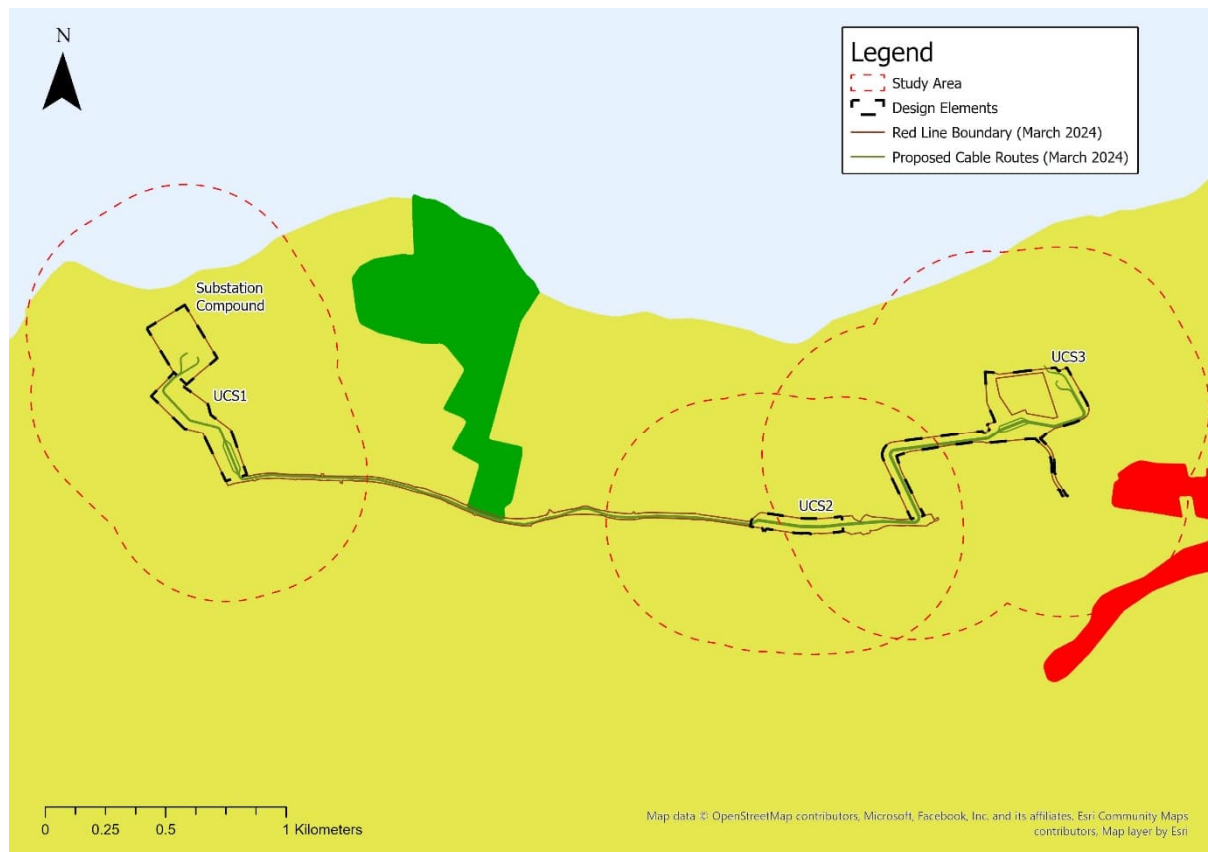 N
Legend
Study Area
Design Elements
Red Line Boundary (March 2024)
Proposed Cable Routes (March 2024)
Substation
Compound
UCS1
UCS3
UCS2
0 0.25 0.5 1 Kilometers
Map data © OpenStreetMap contributors, Microsoft, Facebook, Inc. and its affiliates, Esri Community Maps
contributors, Map layer by Esri